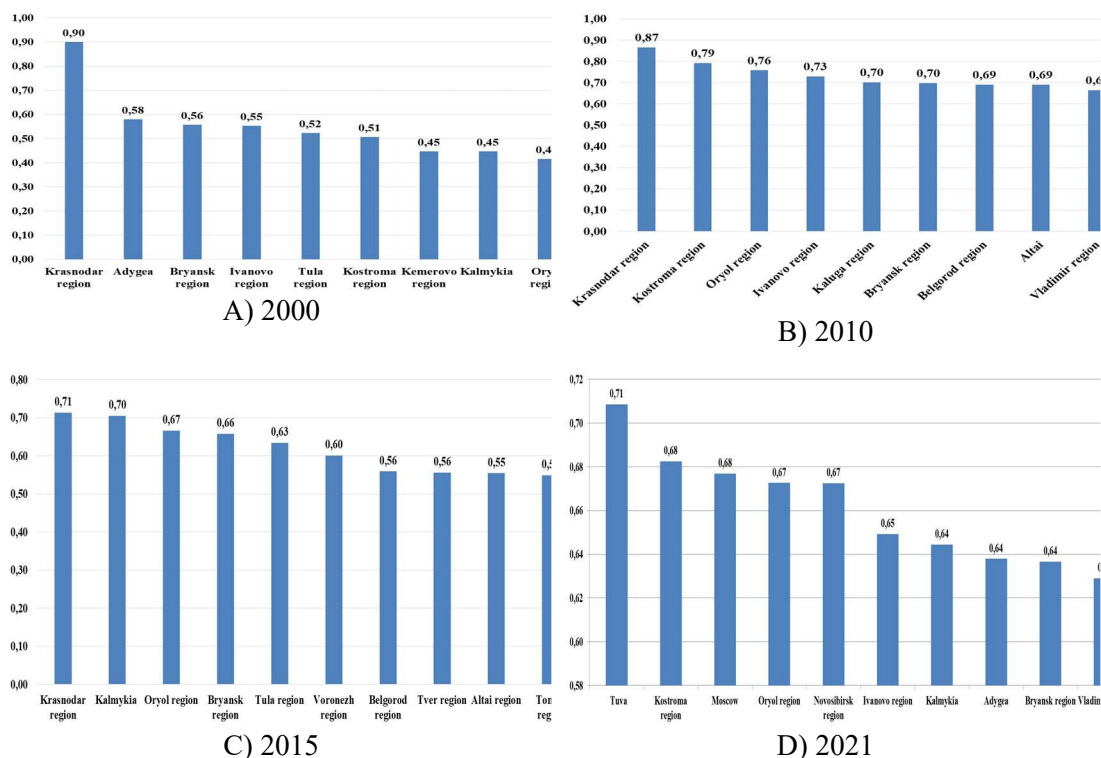 1,00
0,90
0,80
0,70
0,60
0,50
0,40
0,30
0,20
0,10
0,00
0,90
0,58
0,56
0,55
0,52
0,51
0,45
0,45
0,4
Krasnodar region
Adygea
Bryansk region
Ivanovo region
Tula region
Kostroma region
Kemerovo region
Kalmykia
A) 2000
1,00
0,90
0,80
0,70
0,60
0,50
0,40
0,30
0,20
0,10
0,00
0,87
0,79
0,76
0,73
0,70
0,70
0,69
0,69
0,6
Krasnodar region
Kostroma region
Oryol region
Ivanovo region
Kaluga region
Bryansk region
Belgorod region
Altai
Vladimir region
B) 2010
0,80
0,70
0,60
0,50
0,40
0,30
0,20
0,10
0,00
0,71
0,70
0,67
0,66
0,63
0,60
0,56
0,56
0,55
Krasnodar region
Kalmykia
Oryol region
Bryansk region
Tula region
Voronezh region
Belgorod region
Tver region
Altai region
C) 2015
0,72
0,70
0,68
0,66
0,64
0,62
0,60
0,58
0,71
0,68
0,68
0,67
0,67
0,65
0,64
0,64
0,64
Tuva
Kostroma region
Moscow
Oryol region
Novosibirsk region
Ivanovo region
Kalmykia
Adygea
Bryansk region
D) 2021